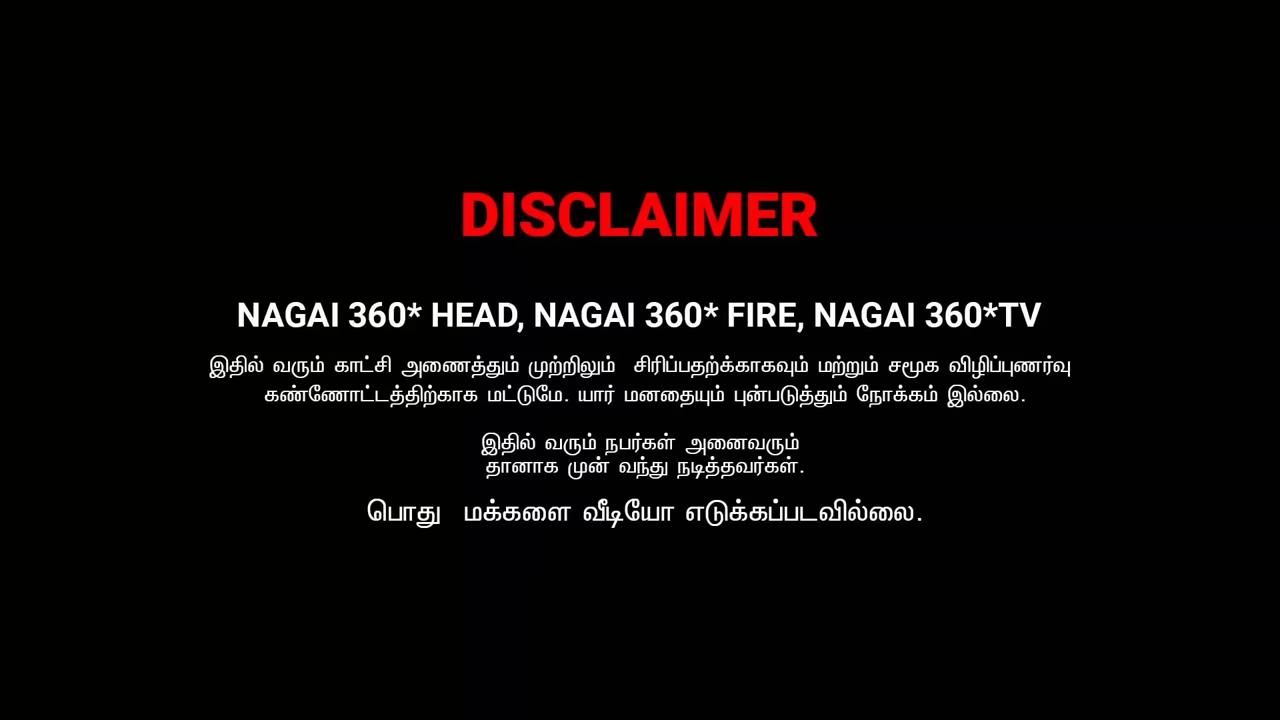 DISCLAIMER
NAGAI 360* HEAD, NAGAI 360* FIRE, NAGAI 360*TV
இதில் வரும் காட்சி அணைத்தும் முற்றிலும் சிரிப்பதற்க்காகவும் மற்றும் சமூக விழிப்புணர்வு
கண்ணோட்டத்திற்காக மட்டுமே. யார் மனதையும் புன்படுத்தும் நோக்கம் இல்லை.
இதில் வரும் நபர்கள் அனைவரும்
தானாக முன் வந்து நடித்தவர்கள்.
பொது மக்களை வீடியோ எடுக்கப்படவில்லை.